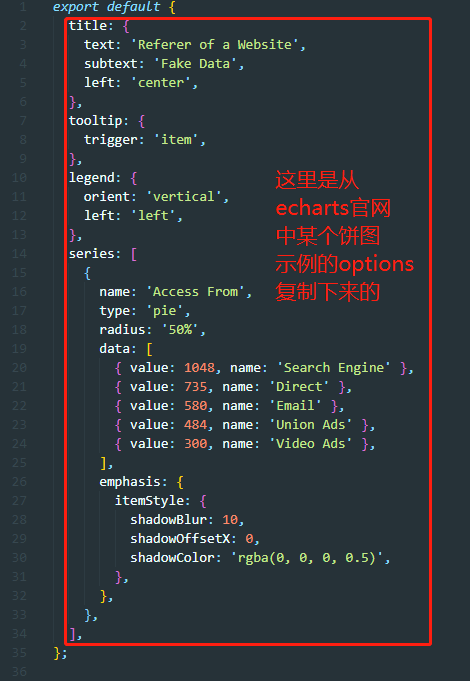 1 export default {
2 title: {
3 text: 'Referer of a Website',
4 subtext: 'Fake Data',
5 left: 'center',
6 },
7 tooltip: {
8 trigger: 'item',
9 },
10 legend: {
11 orient: 'vertical',
12 left: 'left',
13 },
14 series: [
15 {
16 name: 'Access From',
17 type: 'pie',
18 radius: '50%',
19 data: [
20 { value: 1048, name: 'Search Engine' },
21 { value: 735, name: 'Direct' },
22 { value: 580, name: 'Email' },
23 { value: 484, name: 'Union Ads' },
24 { value: 300, name: 'Video Ads' },
25 ],
26 emphasis: {
27 itemStyle: {
28 shadowBlur: 10,
29 shadowOffsetX: 0,
30 shadowColor: 'rgba(0, 0, 0, 0.5)',
31 },
32 },
33 },
34 ],
35 };
36
这里是从
echarts官网
中某个饼图
示例的options
复制下来的